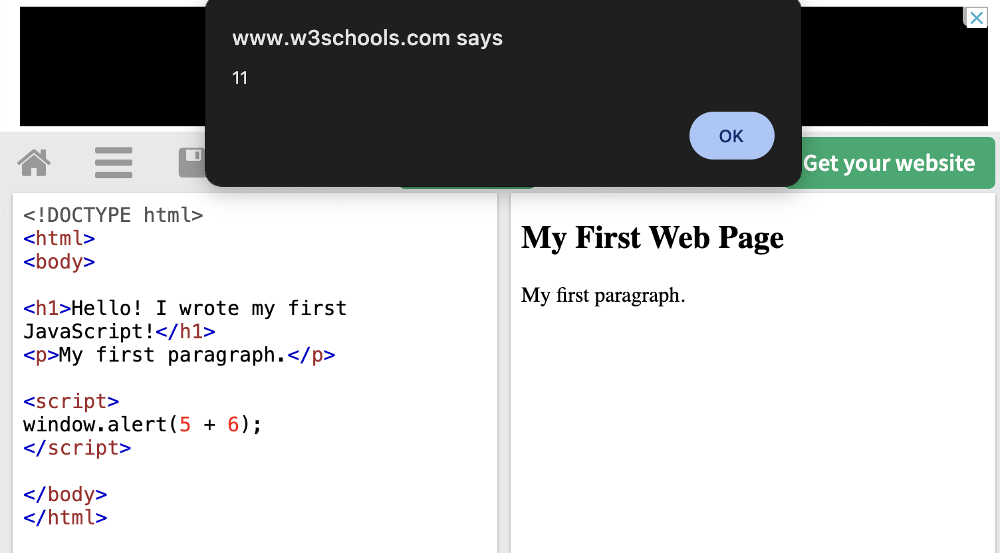 www.w3schools.com says
11
OK
Get your website
<!DOCTYPE html>
<html>
<body>
<h1>Hello! I wrote my first
JavaScript!</h1>
<p>My first paragraph.</p>
<script>
window.alert(5 + 6);
</script>
</body>
</html>
My First Web Page
My first paragraph.